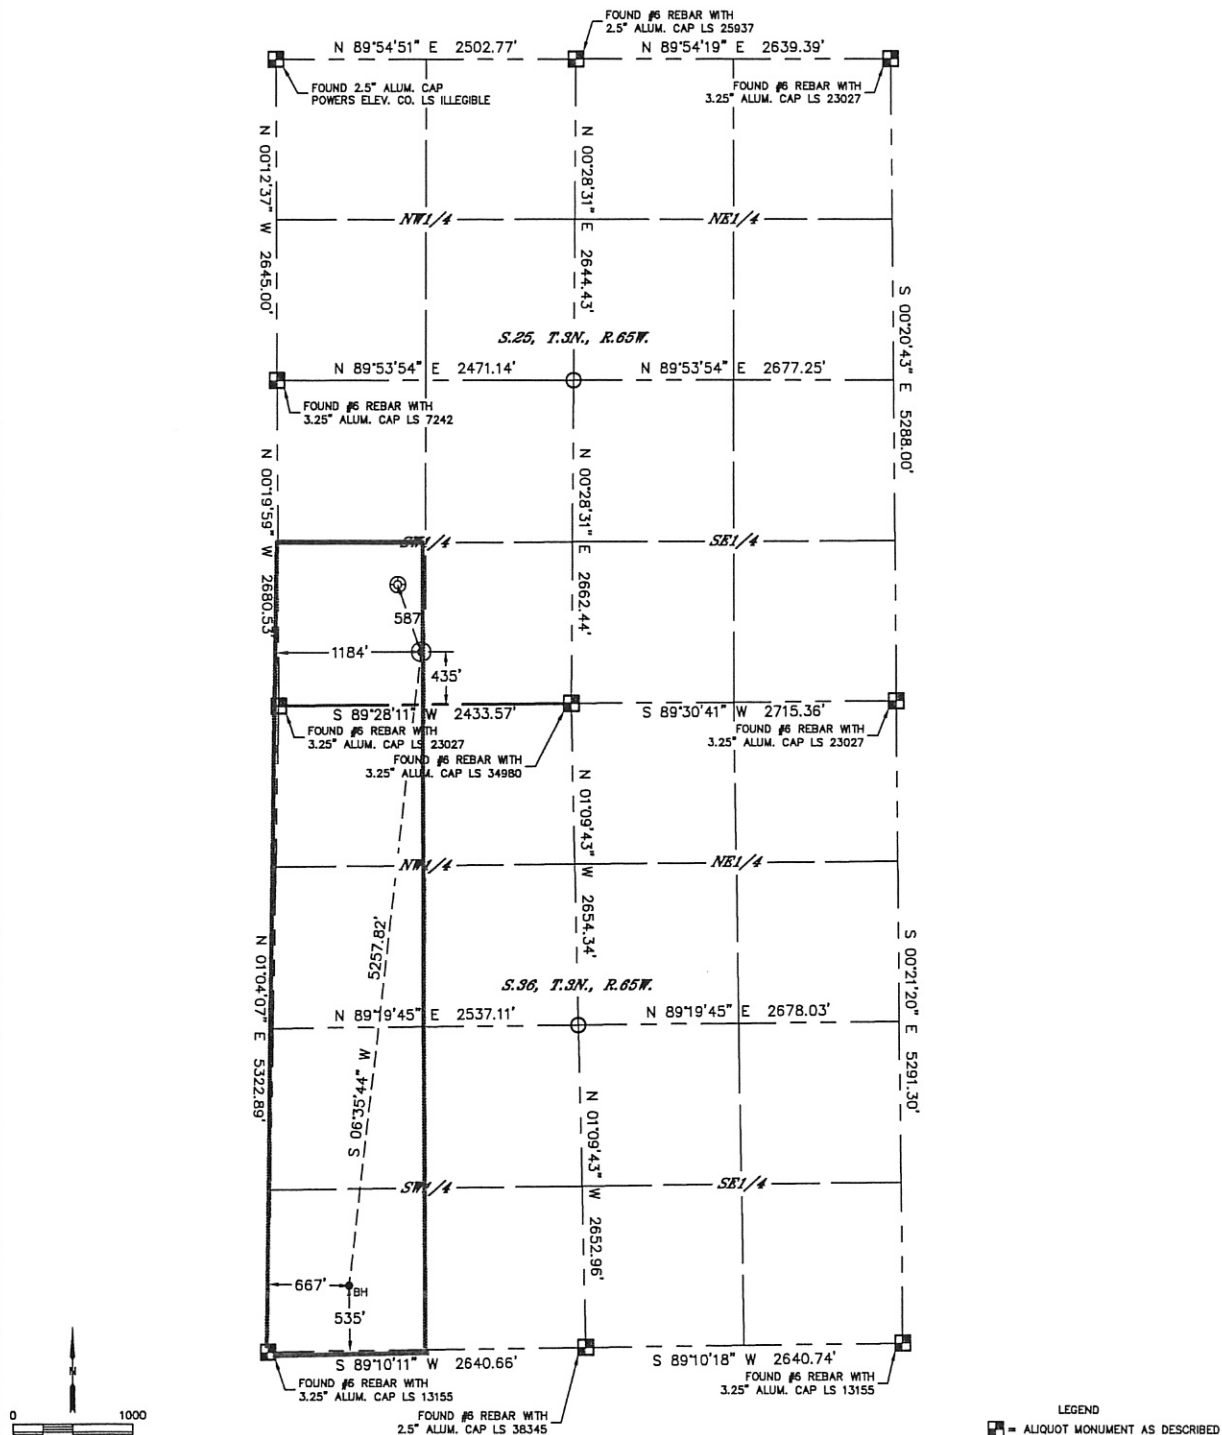 FOUND #6 REBAR WITH
2.5" ALUM. CAP LS 25937
N 89°54'51" E 2502.77'
N 89°54'19" E 2639.39'
FOUND 2.5" ALUM. CAP
POWERS ELEV. CO. LS ILLEGIBLE
FOUND #6 REBAR WITH
3.25" ALUM. CAP LS 23027
N 00°12'37" W 2645.00'
N 00°28'31" E 2644.43'
NW1/4
NE1/4
S 00°20'43" E 5288.00'
S.25, T.3N., R.65W.
N 89°53'54" E 2471.14'
N 89°53'54" E 2677.25'
FOUND #6 REBAR WITH
3.25" ALUM. CAP LS 7242
N 00°19'59" W 2680.53'
N 00°28'31" E 2662.44'
SW1/4
SE1/4
587'
1184'
435'
S 89°28'11" W 2433.57'
S 89°30'41" W 2715.36'
FOUND #6 REBAR WITH
3.25" ALUM. CAP LS 23027
FOUND #6 REBAR WITH
3.25" ALUM. CAP LS 23027
FOUND #6 REBAR WITH
3.25" ALUM. CAP LS 34980
N 01°09'43" W 2654.34'
NW1/4
NE1/4
5257.82'
S 06°35'44" W
N 01°04'07" E 5322.89'
S 00°21'20" E 5291.30'
S.36, T.3N., R.65W.
N 89°19'45" E 2537.11'
N 89°19'45" E 2678.03'
N 01°09'43" W 2652.96'
SW1/4
SE1/4
667'
BH
535'
S 89°10'11" W 2640.66'
S 89°10'18" W 2640.74'
FOUND #6 REBAR WITH
3.25" ALUM. CAP LS 13155
FOUND #6 REBAR WITH
3.25" ALUM. CAP LS 13155
FOUND #6 REBAR WITH
2.5" ALUM. CAP LS 38345
N
0 1000
LEGEND
= ALIQUOT MONUMENT AS DESCRIBED